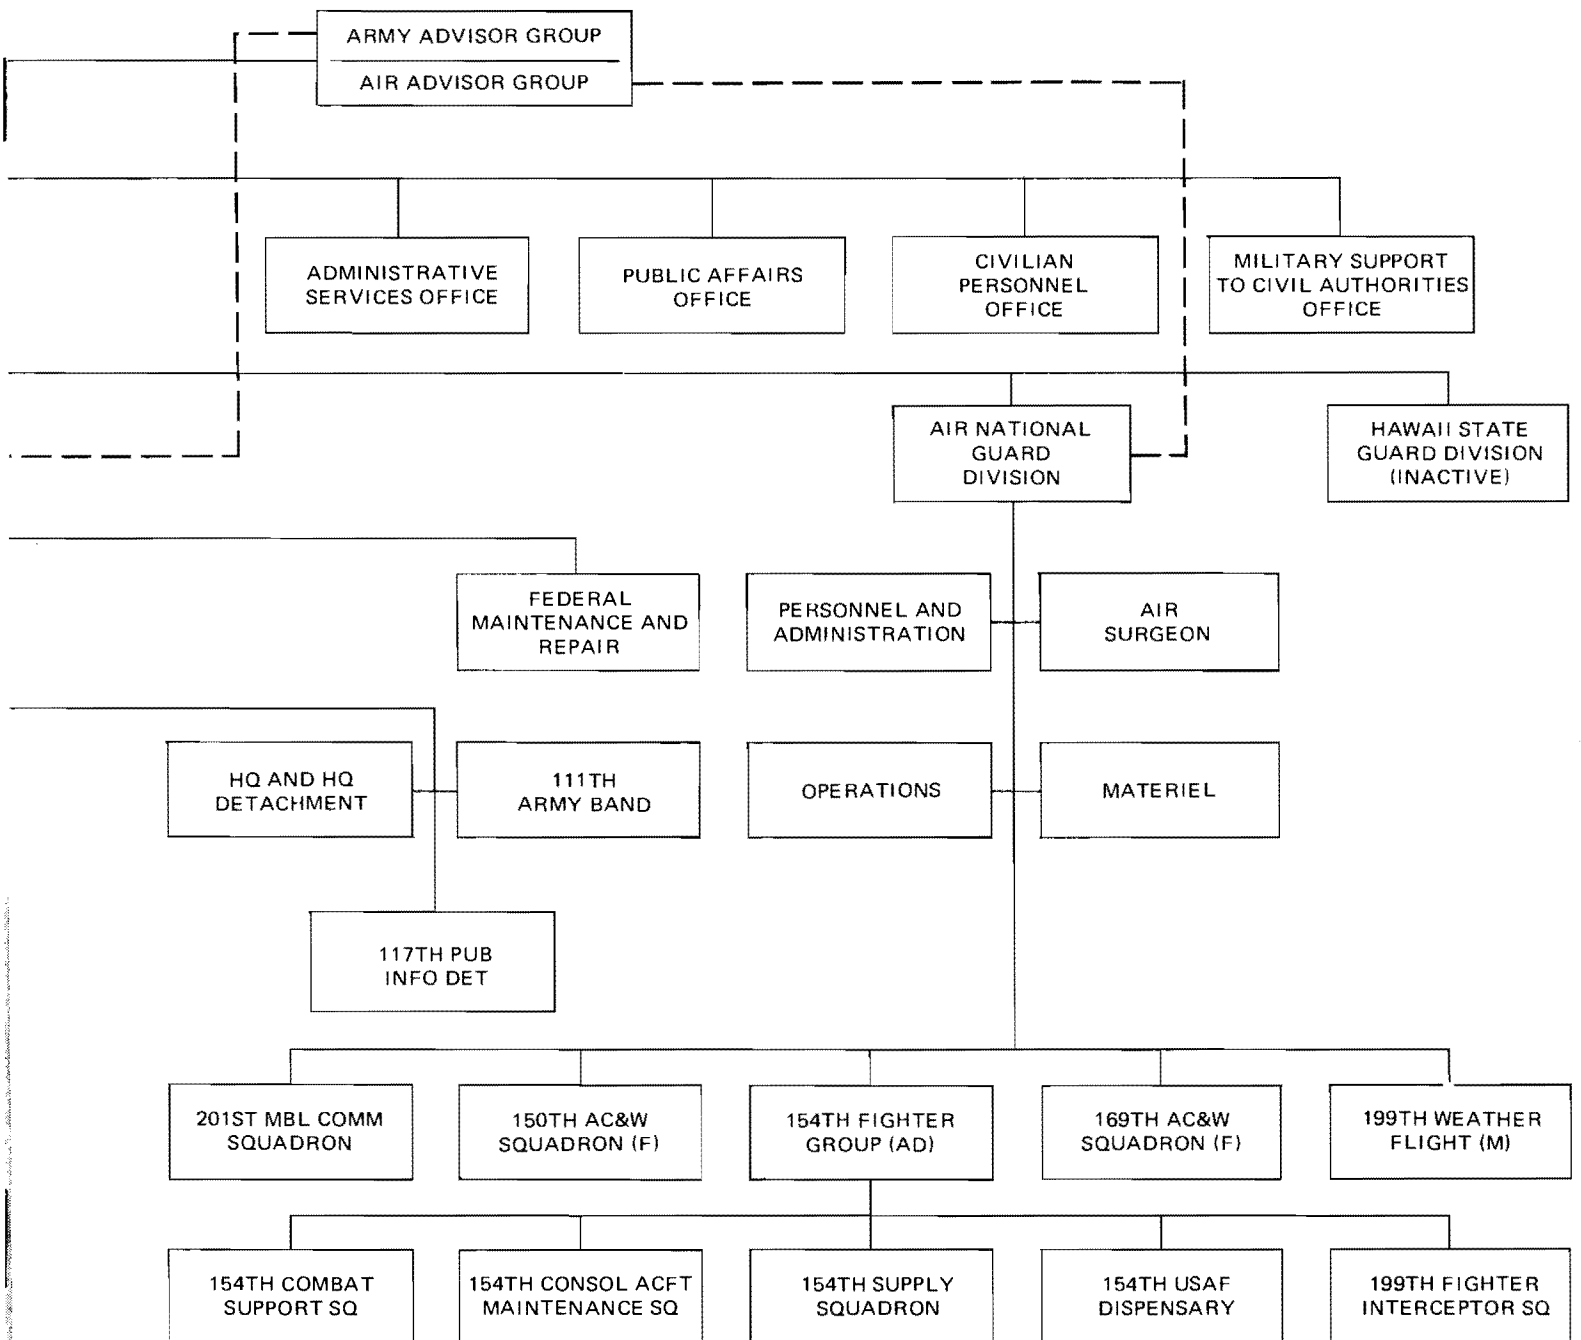 ARMY ADVISOR GROUP
AIR ADVISOR GROUP
ADMINISTRATIVE
SERVICES OFFICE
PUBLIC AFFAIRS
OFFICE
CIVILIAN
PERSONNEL
OFFICE
MILITARY SUPPORT
TO CIVIL AUTHORITIES
OFFICE
AIR NATIONAL
GUARD
DIVISION
HAWAII STATE
GUARD DIVISION
(INACTIVE)
FEDERAL
MAINTENANCE AND
REPAIR
PERSONNEL AND
ADMINISTRATION
AIR
SURGEON
HQ AND HQ
DETACHMENT
111TH
ARMY BAND
OPERATIONS
MATERIEL
117TH PUB
INFO DET
201ST MBL COMM
SQUADRON
150TH AC&W
SQUADRON (F)
154TH FIGHTER
GROUP (AD)
169TH AC&W
SQUADRON (F)
199TH WEATHER
FLIGHT (M)
154TH COMBAT
SUPPORT SQ
154TH CONSOL ACFT
MAINTENANCE SQ
154TH SUPPLY
SQUADRON
154TH USAF
DISPENSARY
199TH FIGHTER
INTERCEPTOR SQ